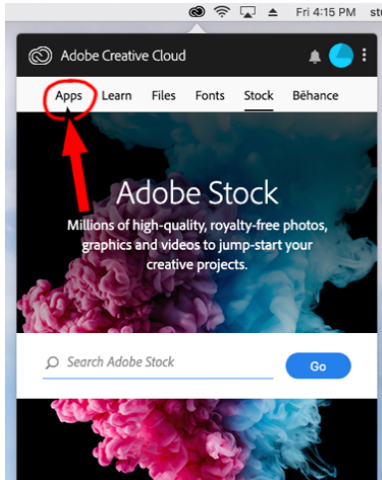 Fri 4:15 PM
Adobe Creative Cloud
Apps Learn Files Fonts Stock Bēhance
Adobe Stock
Millions of high-quality, royalty-free photos,
graphics and videos to jump-start your
creative projects.
Search Adobe Stock
Go